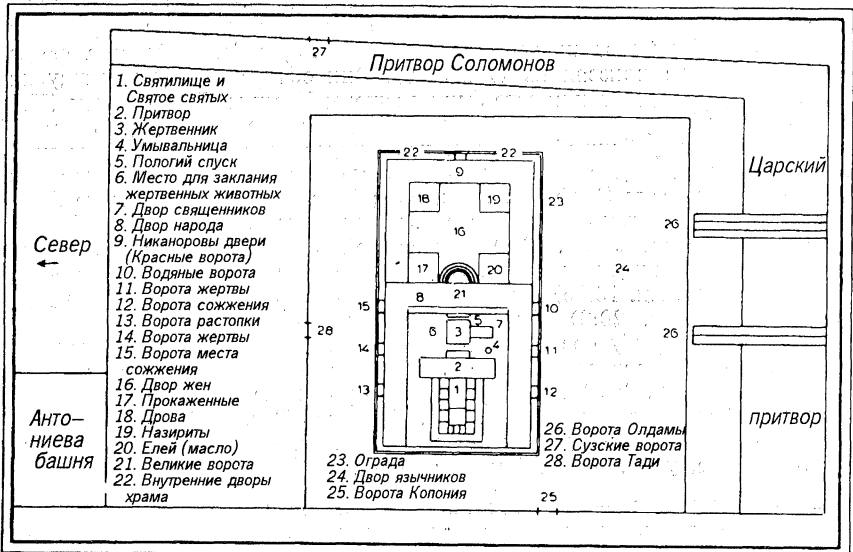 27
Притвор Соломонов
1. Святилище и
Святое святых
2. Притвор
3. Жертвенник
4. Умывальница
5. Пологий спуск
6. Место для заклания
жертвенных животных
7. Двор священников
8. Двор народа
9. Никаноровы двери
(Красные ворота)
10. Водяные ворота
11. Ворота жертвы
12. Ворота сожжения
13. Ворота растопки
14. Ворота жертвы
15. Ворота места
сожжения
16. Двор жен
17. Прокаженные
18. Дрова
19. Назириты
20. Елей (масло)
21. Великие ворота
22. Внутренние дворы
храма
Север
Анто–
ниева
башня
22 22
9
18 19
23
16
17 20
24
21
8
15 10
5
6 3 7
4
14 11
28
2
1
13 12
Царский
26
26
притвор
23. Ограда
24. Двор язычников
25. Ворота Копония
26. Ворота Олдамы
27. Сузские ворота
28. Ворота Тади
25